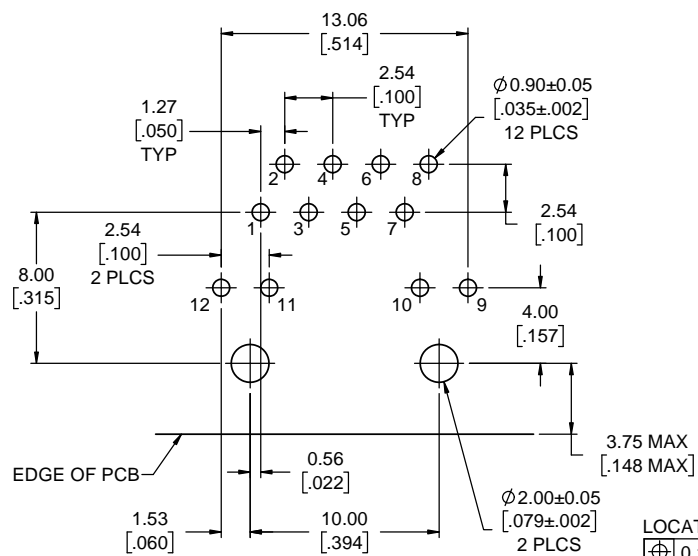 13.06
[.514]
2.54
[.100]
TYP
Ø0.90±0.05
[.035±.002]
12 PLCS
1.27
[.050]
TYP
2 4 6 8
1 3 5 7
2.54
[.100]
2.54
[.100]
2 PLCS
8.00
[.315]
12 11 10 9
4.00
[.157]
3.75 MAX
[.148 MAX]
EDGE OF PCB
0.56
[.022]
Ø2.00±0.05
[.079±.002]
2 PLCS
1.53
[.060]
10.00
[.394]